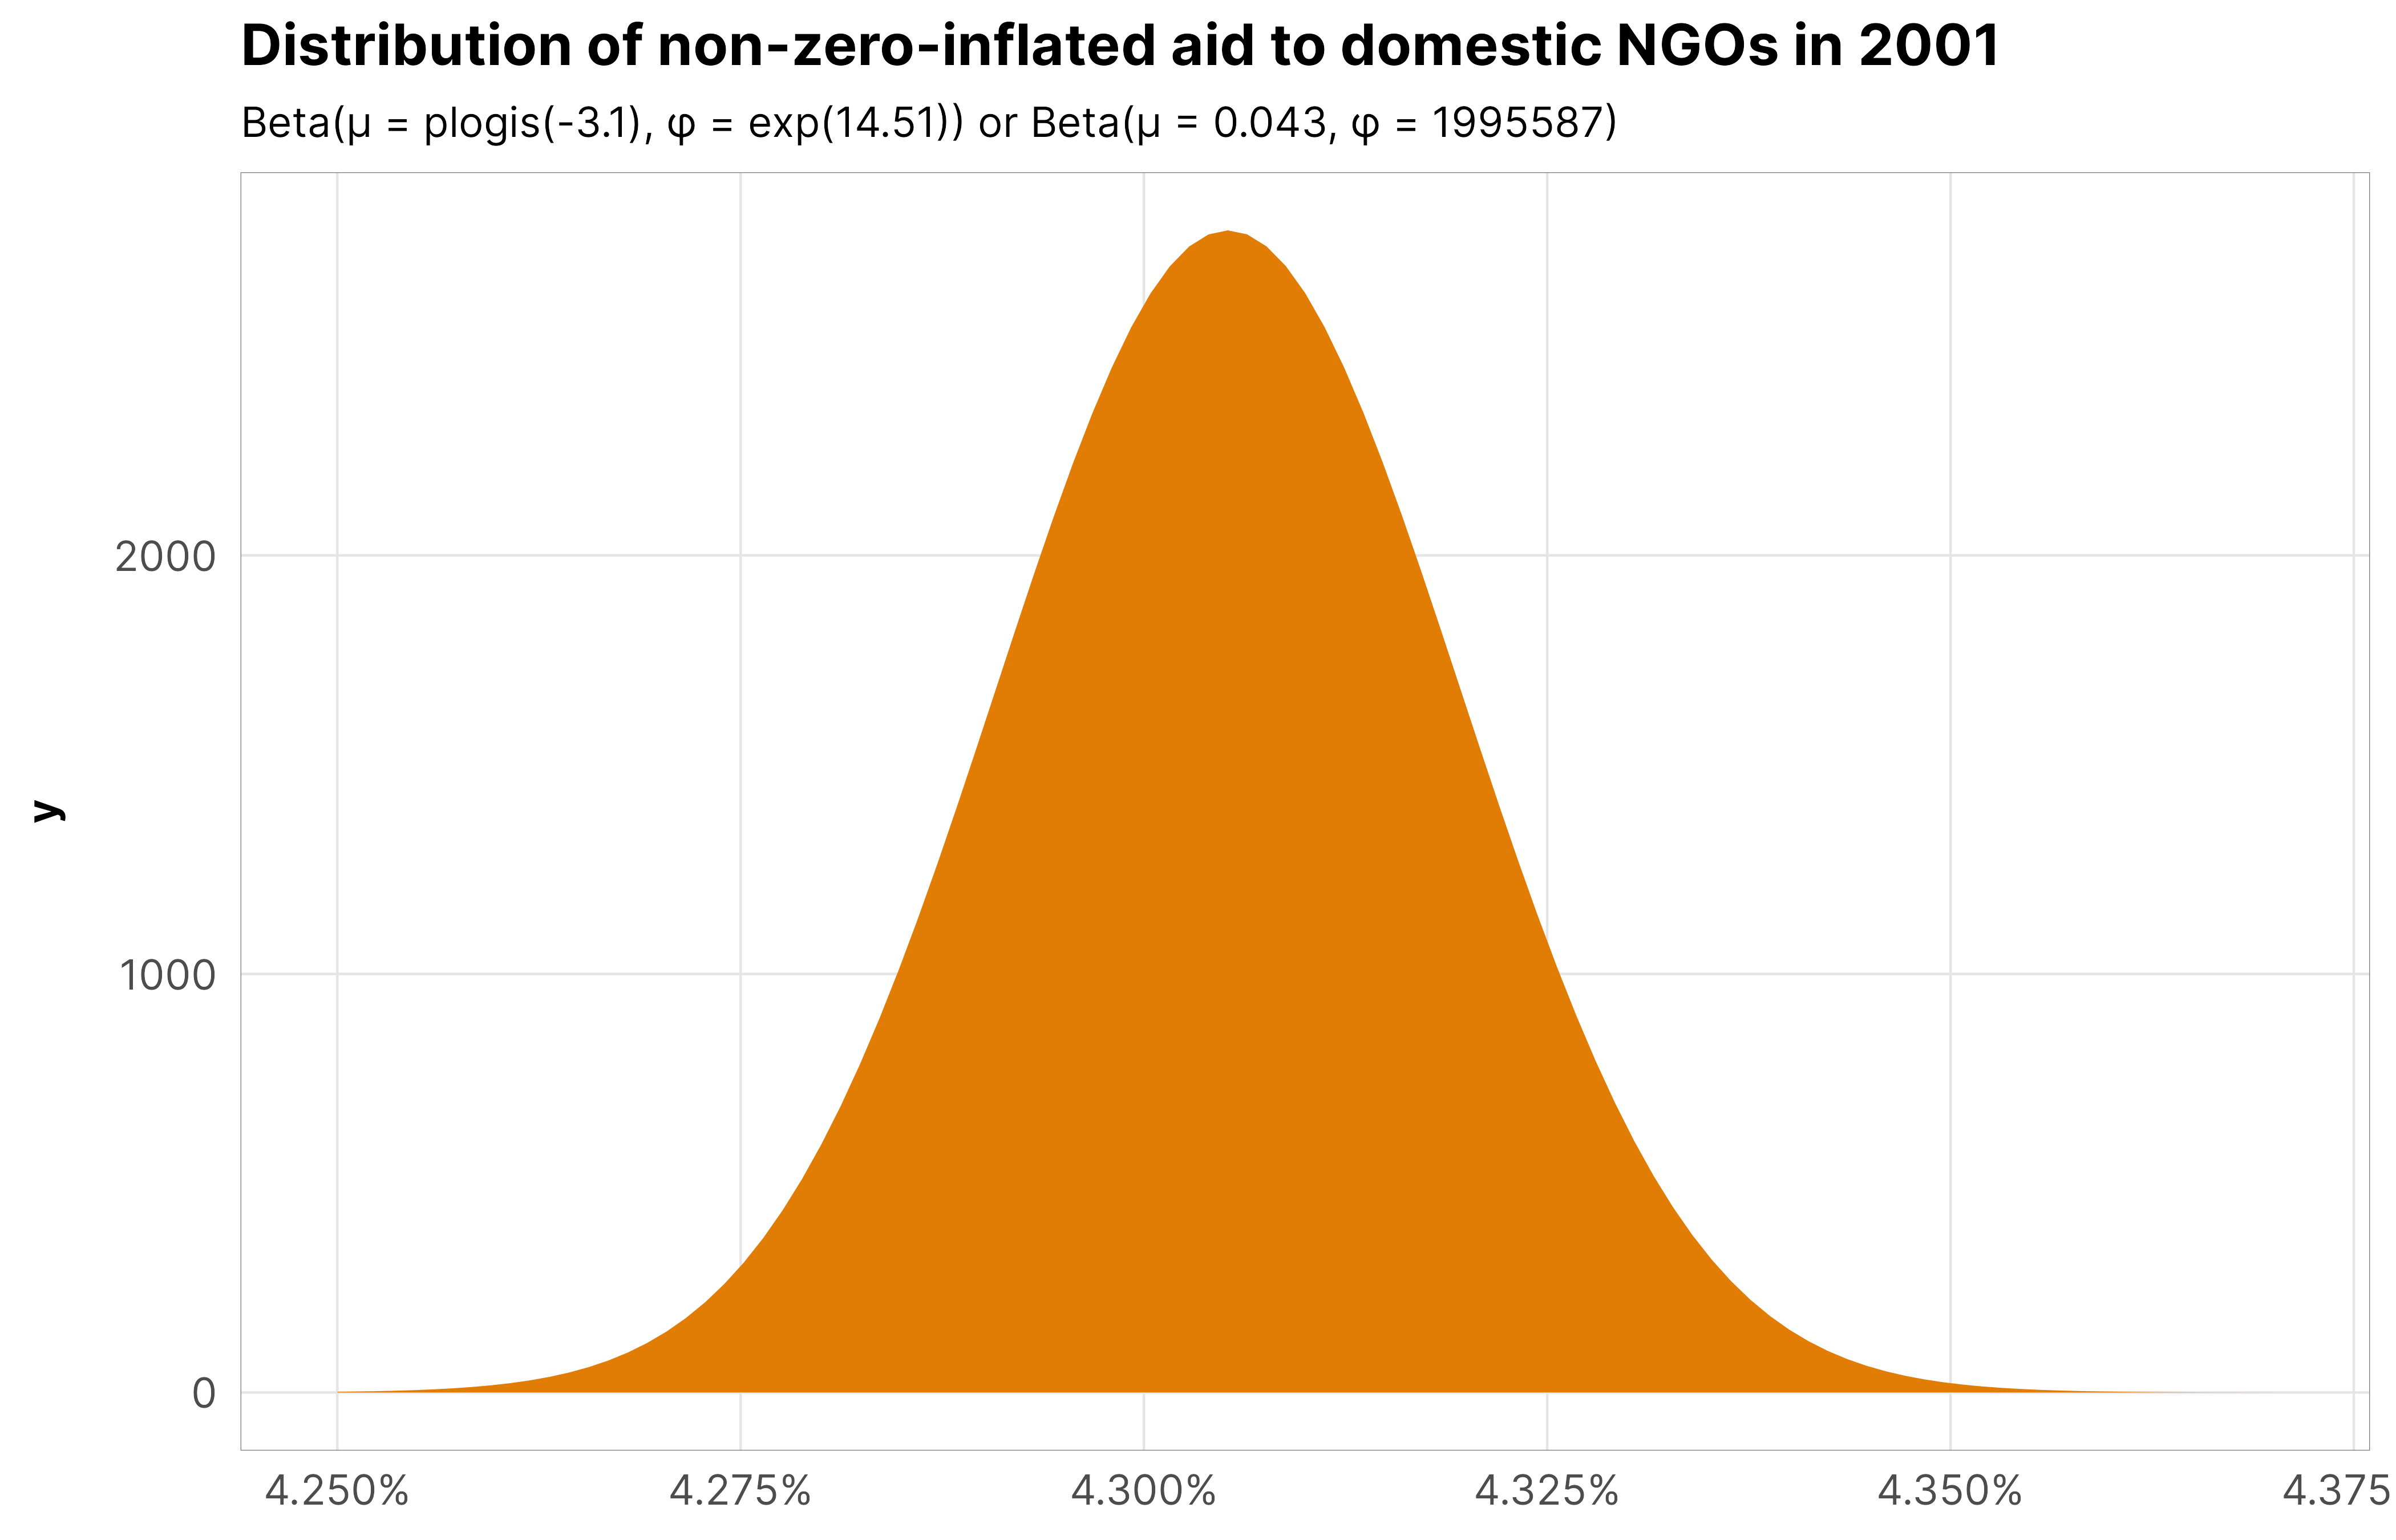 Distribution of non-zero-inflated aid to domestic NGOs in 2001
Beta(μ = plogis(-3.1), φ = exp(14.51)) or Beta(μ = 0.043, φ = 1995587)
y
2000
1000
0
4.250% 4.275% 4.300% 4.325% 4.350% 4.375